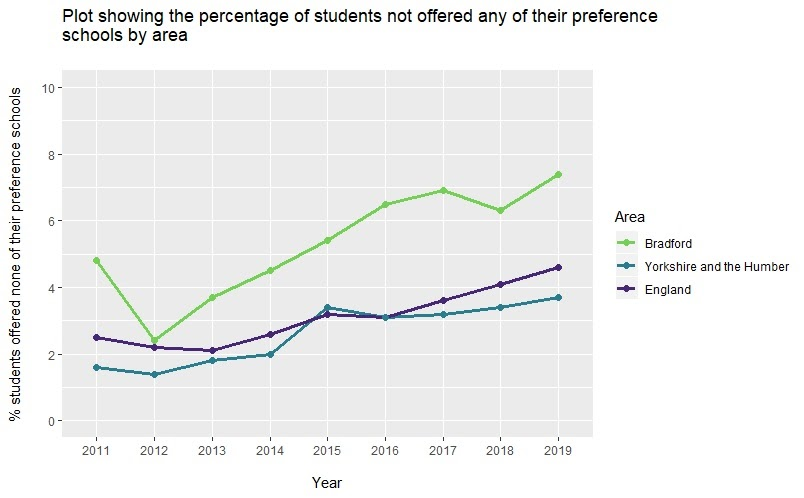 Plot showing the percentage of students not offered any of their preference
schools by area
% students offered none of their preference schools
10
8
6
4
2
0
2011 2012 2013 2014 2015 2016 2017 2018 2019
Year
Area
Bradford
Yorkshire and the Humber
England